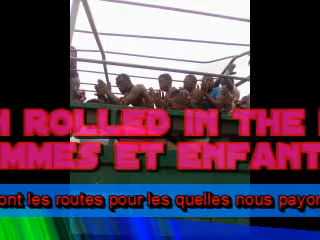 ROLLED IN THE
MMES ET ENFANT
ont les routes pour les quelles nous payon